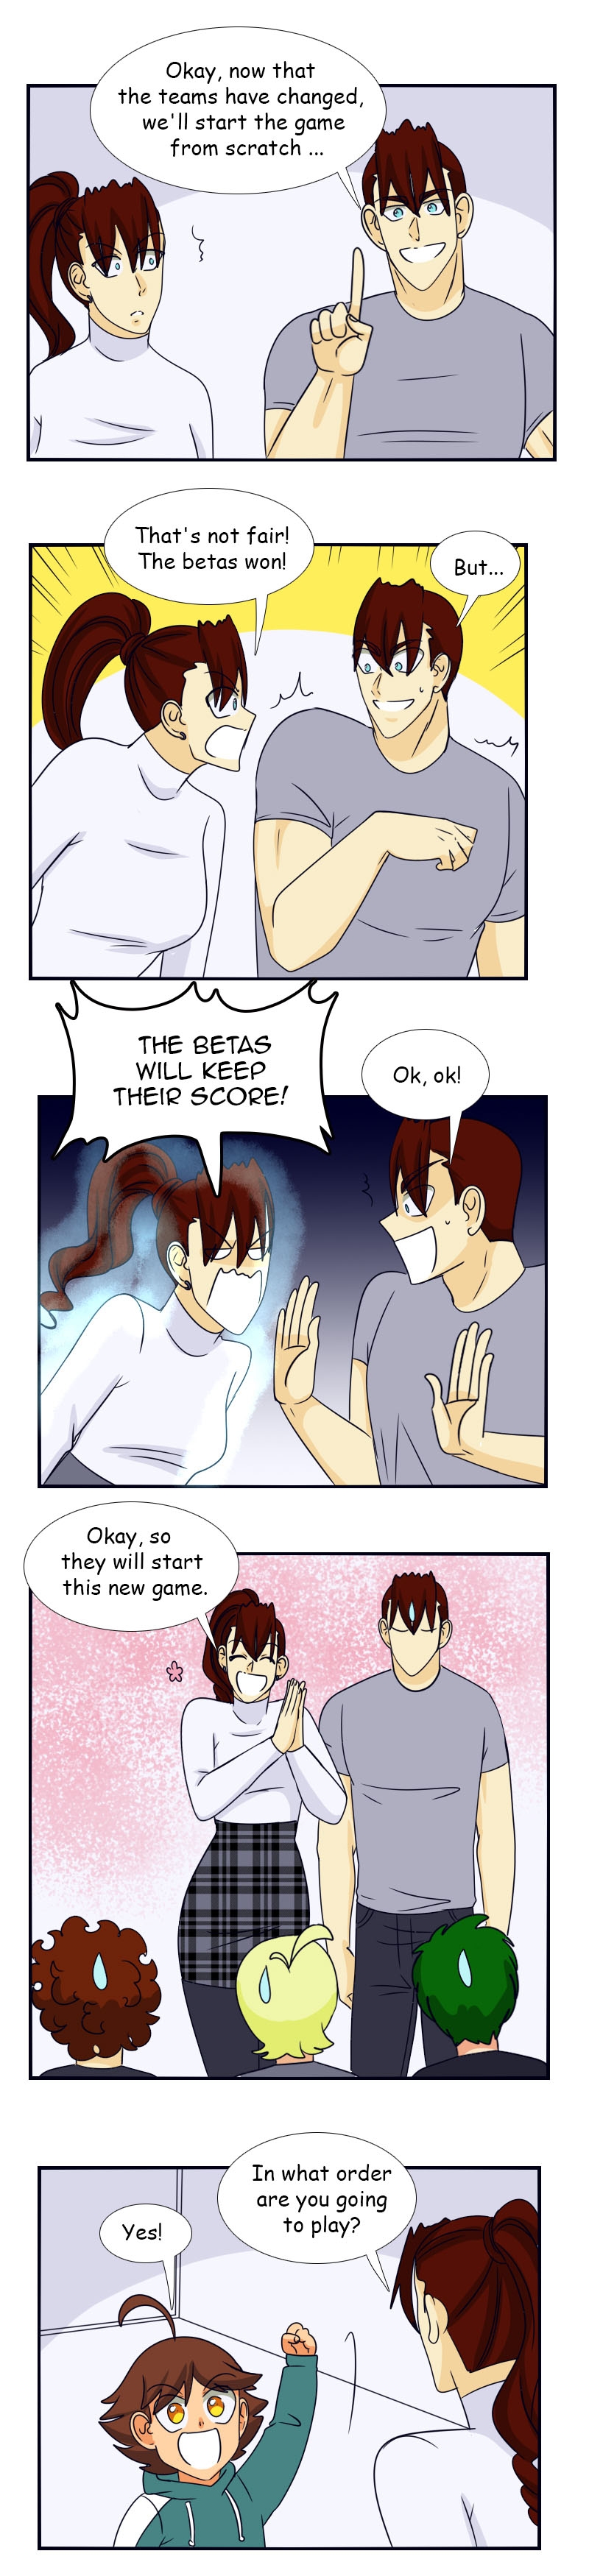 Okay, now that
the teams have changed,
we'll start the game
from scratch ...
That's not fair!
The betas won!
But...
THE BETAS
WILL KEEP
THEIR SCORE!
Ok, ok!
Okay, so
they will start
this new game.
In what order
are you going
to play?
Yes!